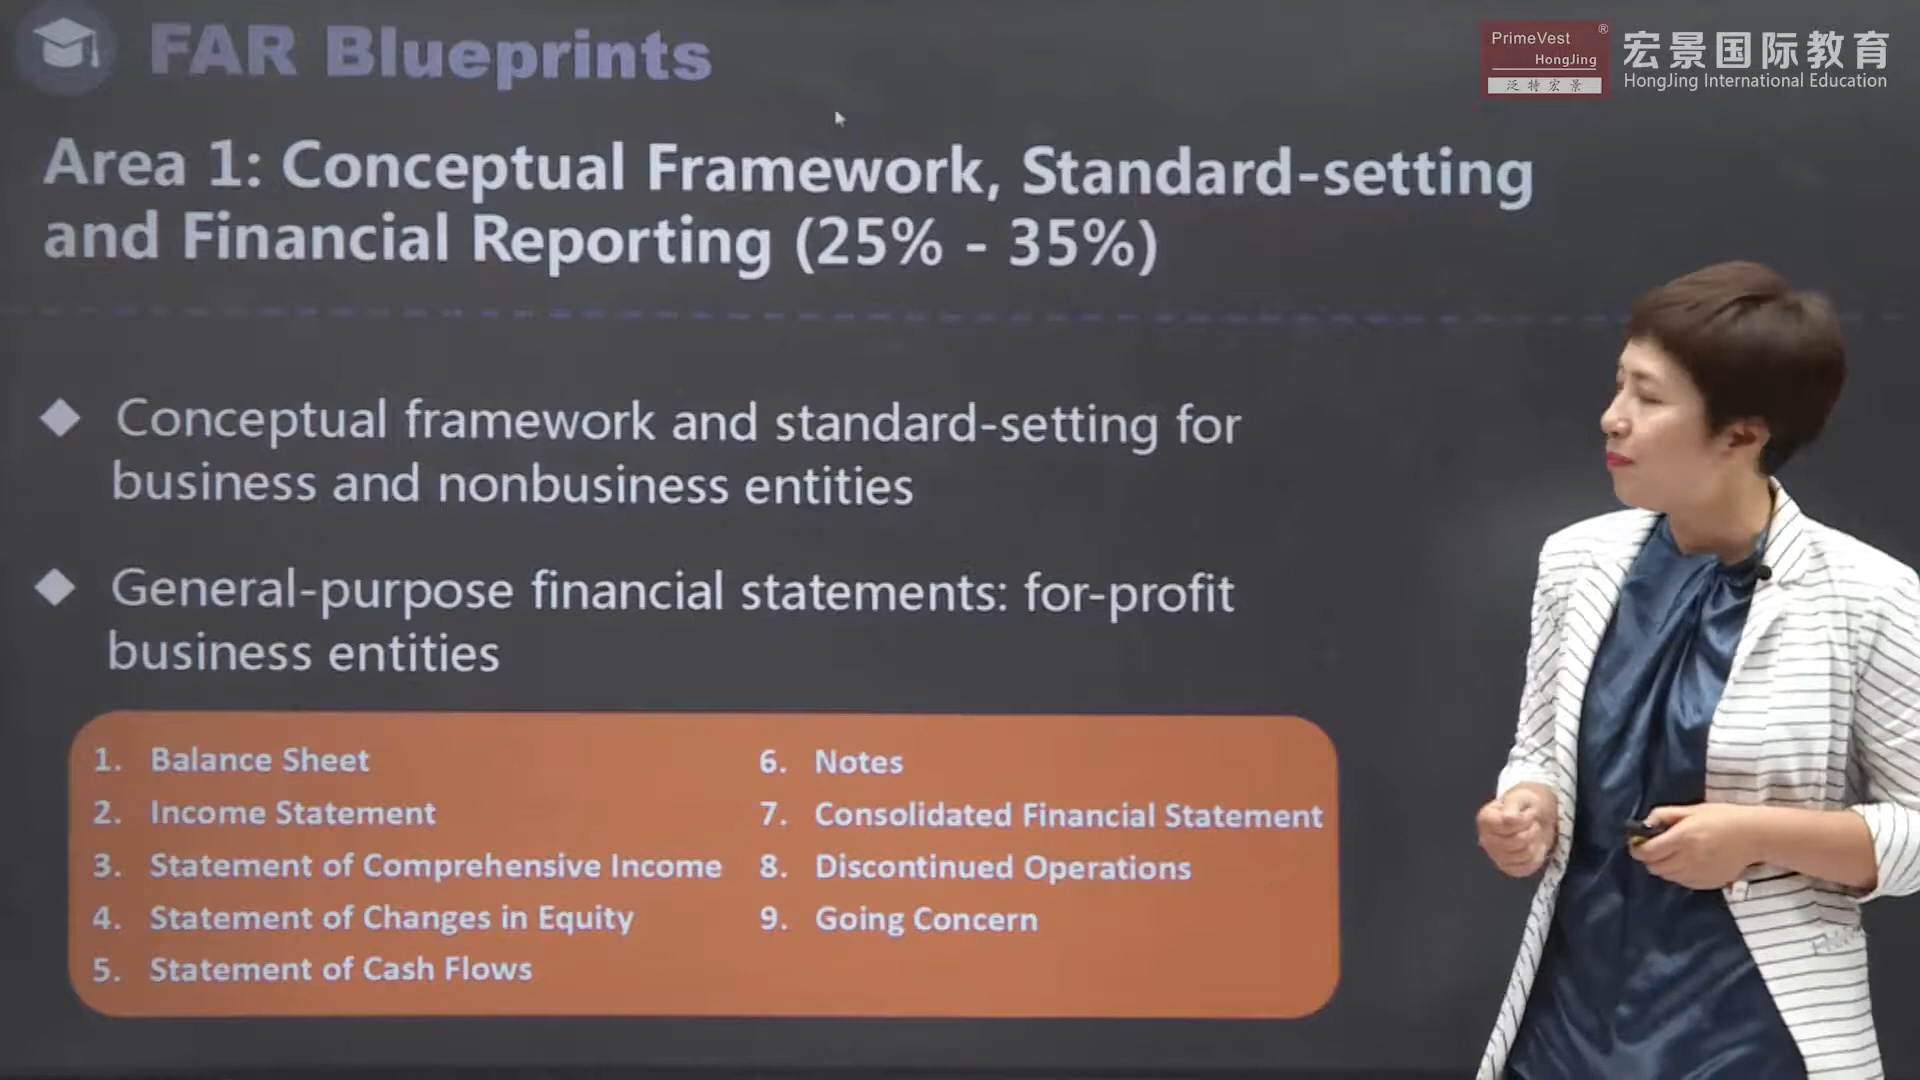 FAR Blueprints
PrimeVest ®
HongJing
泛特宏景
宏景国际教育
HongJing International Education
Area 1: Conceptual Framework, Standard-setting
and Financial Reporting (25% - 35%)
Conceptual framework and standard-setting for
business and nonbusiness entities
General-purpose financial statements: for-profit
business entities
1. Balance Sheet
2. Income Statement
3. Statement of Comprehensive Income
4. Statement of Changes in Equity
5. Statement of Cash Flows
6. Notes
7. Consolidated Financial Statement
8. Discontinued Operations
9. Going Concern